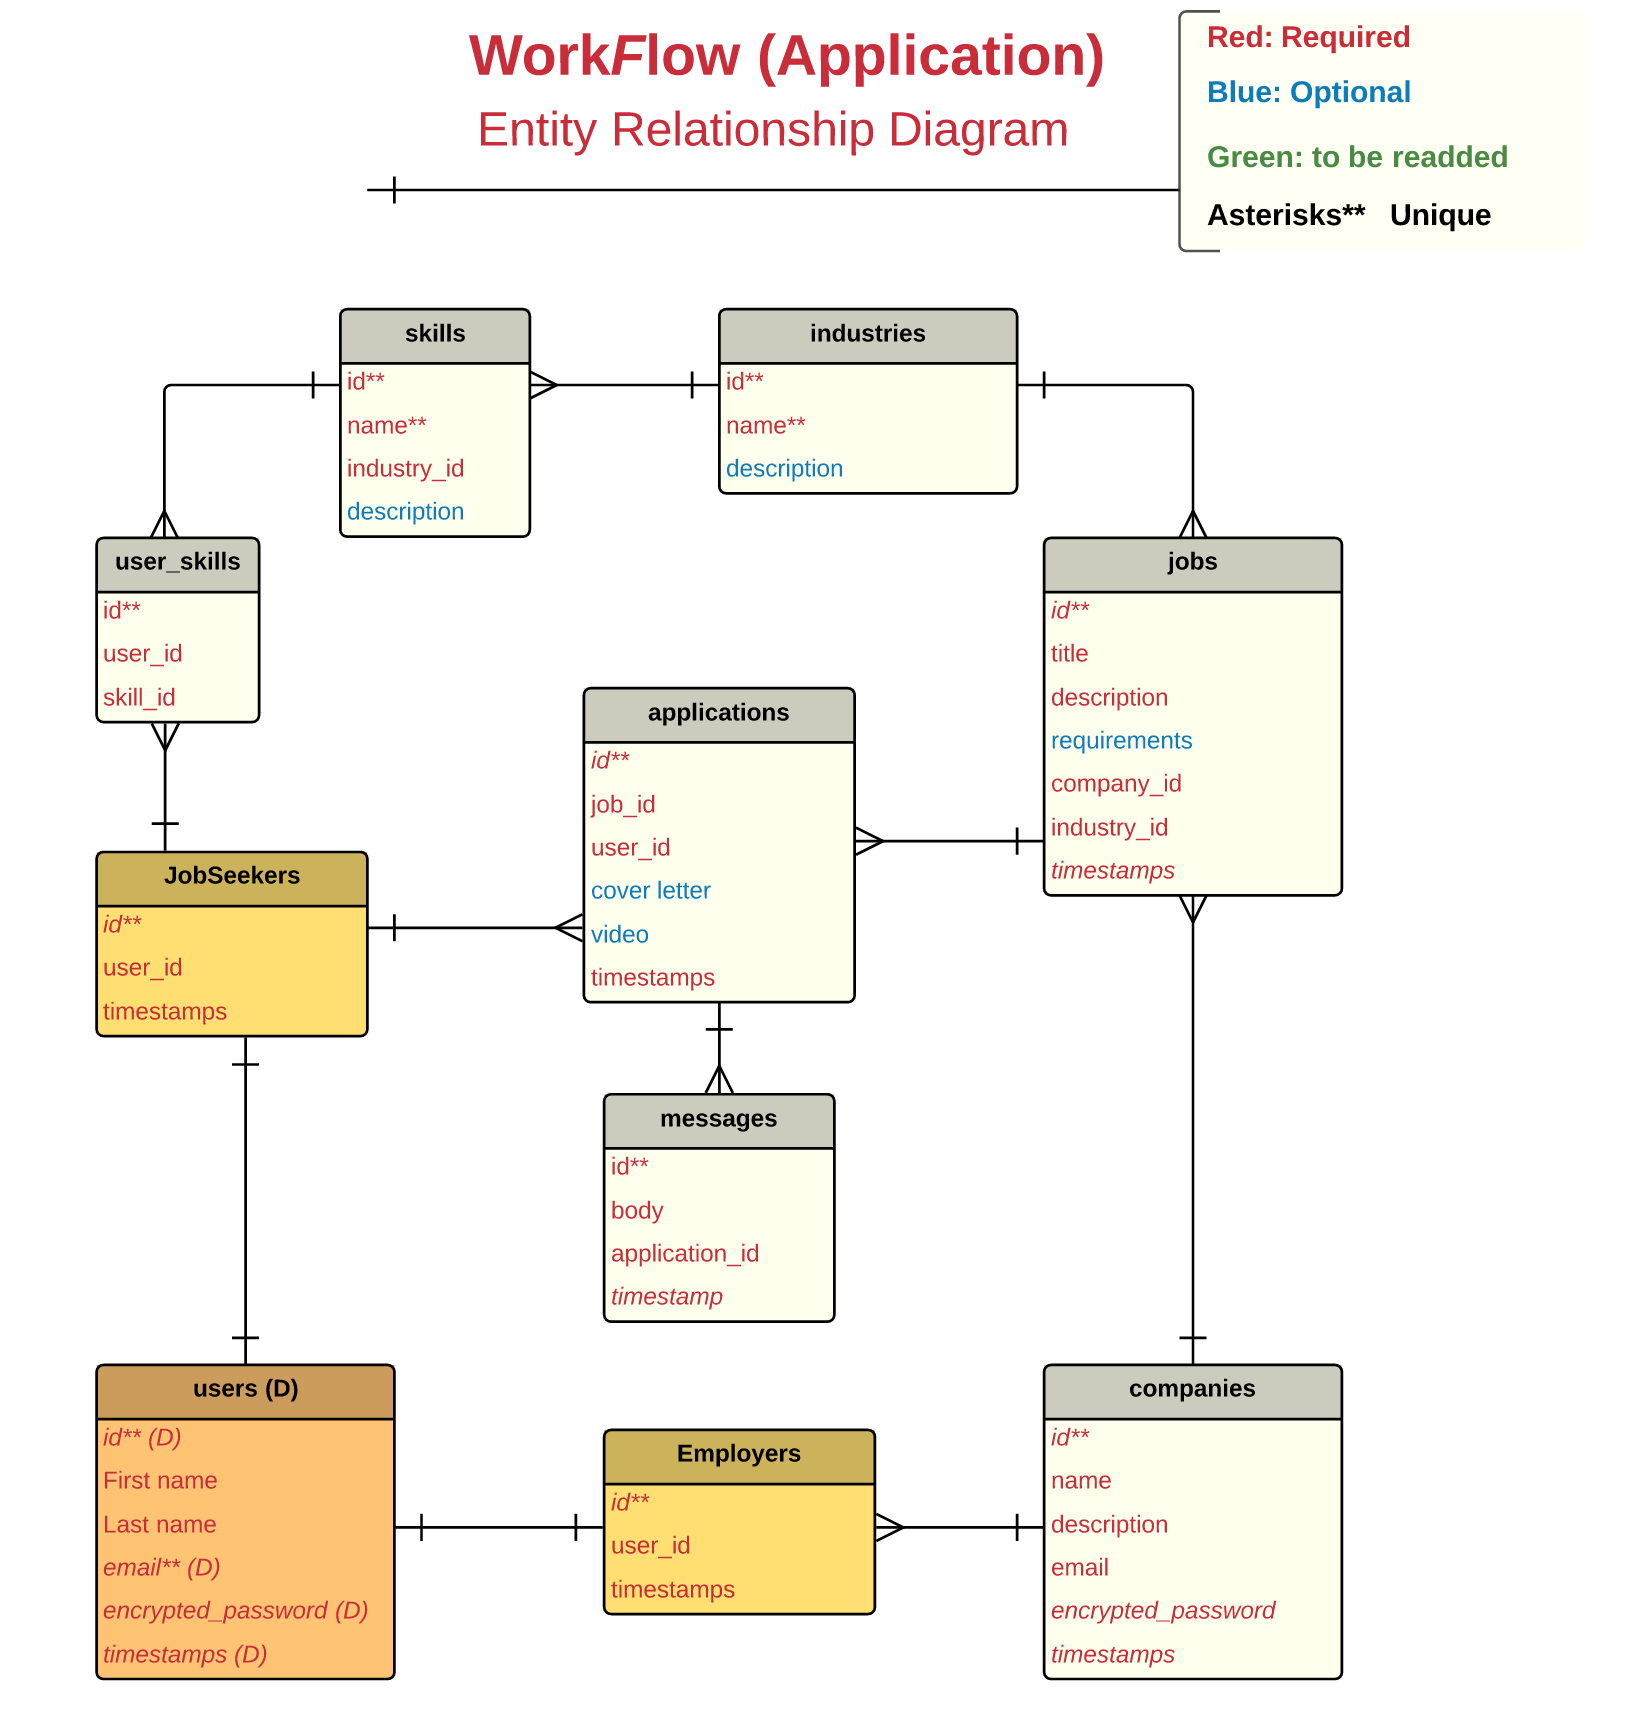 WorkFlow (Application)
Entity Relationship Diagram
Red: Required
Blue: Optional
Green: to be readded
Asterisks** Unique
skills
id**
name**
industry_id
description
industries
id**
name**
description
user_skills
id**
user_id
skill_id
jobs
id**
title
description
requirements
company_id
industry_id
timestamps
applications
id**
job_id
user_id
cover letter
video
timestamps
JobSeekers
id**
user_id
timestamps
messages
id**
body
application_id
timestamp
users (D)
id** (D)
First name
Last name
email** (D)
encrypted_password (D)
timestamps (D)
Employers
id**
user_id
timestamps
companies
id**
name
description
email
encrypted_password
timestamps